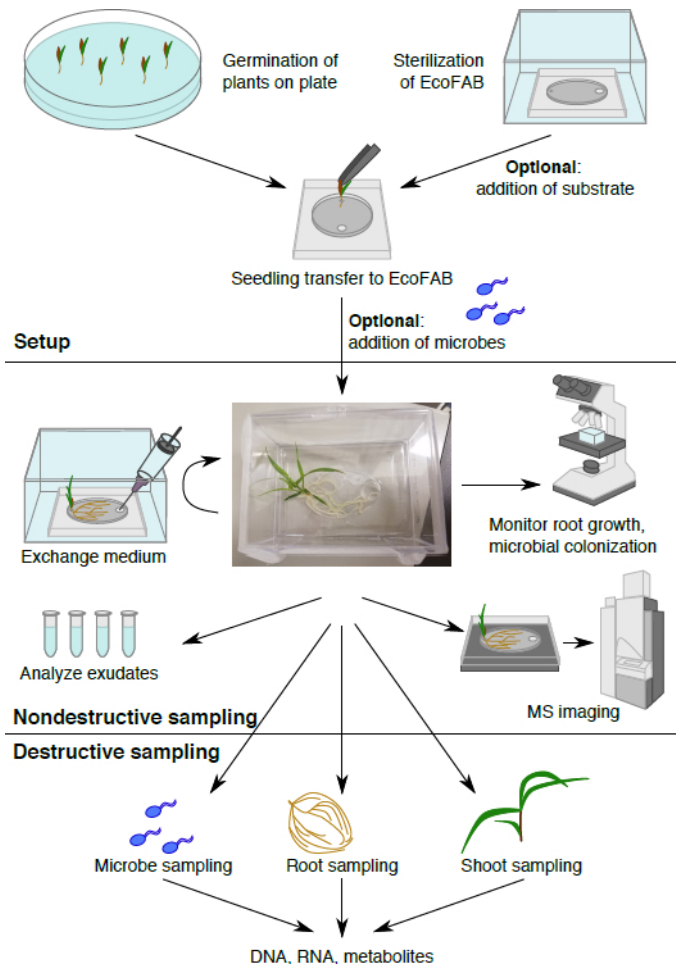 Germination of
plants on plate
Sterilization
of EcoFAB
Optional:
addition of substrate
Seedling transfer to EcoFAB
Optional:
addition of microbes
Setup
Exchange medium
Monitor root growth,
microbial colonization
Analyze exudates
MS imaging
Nondestructive sampling
Destructive sampling
Microbe sampling
Root sampling
Shoot sampling
DNA, RNA, metabolites